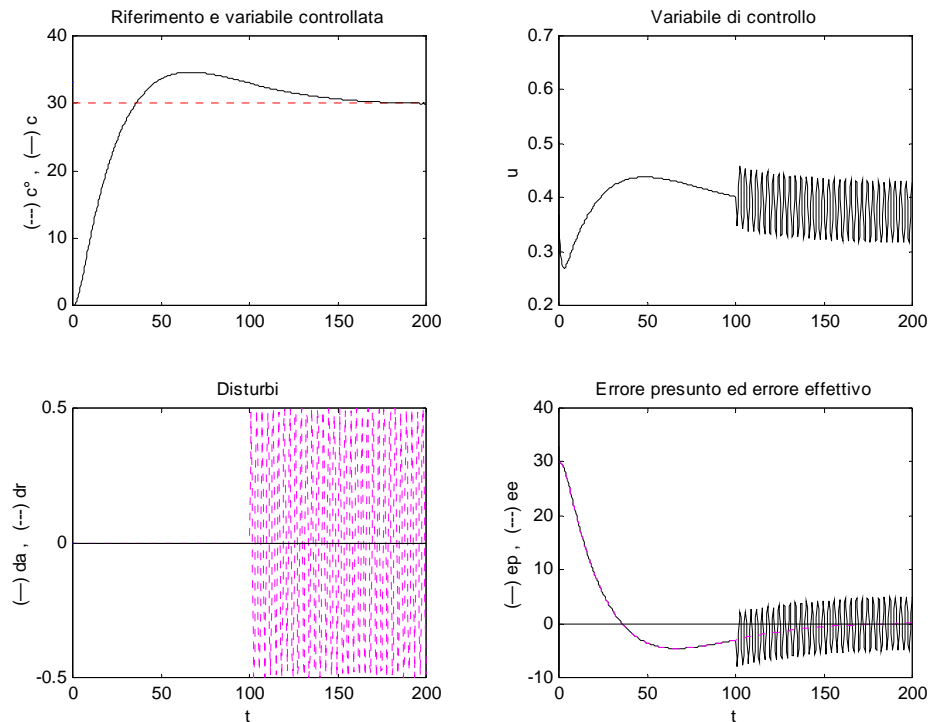 Riferimento e variabile controllata
40
30
20
10
0
0 50 100 150 200
(---) c° , (—) c
Variabile di controllo
0.7
0.6
0.5
0.4
0.3
0.2
0 50 100 150 200
u
Disturbi
0.5
0
-0.5
0 50 100 150 200
(—) da , (---) dr
t
Errore presunto ed errore effettivo
40
30
20
10
0
-10
0 50 100 150 200
(—) ep , (---) ee
t